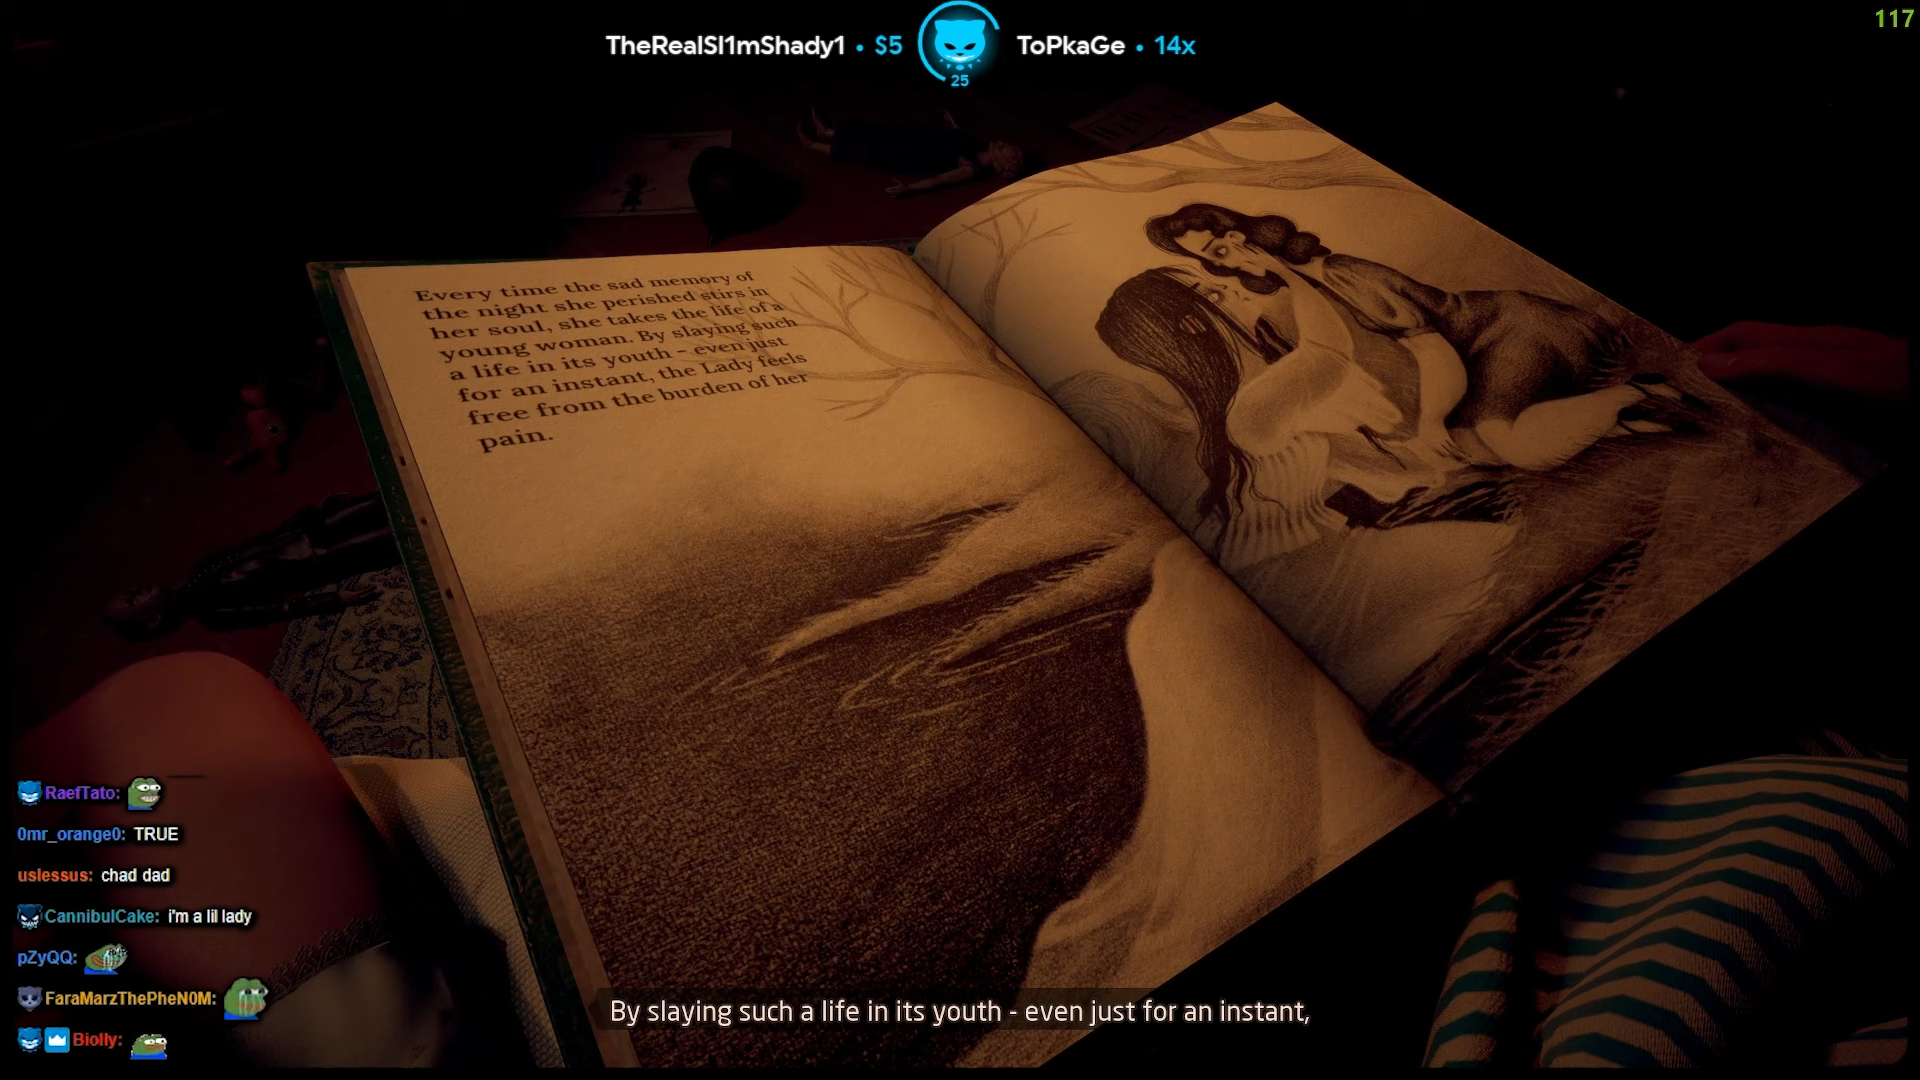 TheRealSl1mShady1 • $5
25
ToPkaGe • 14x
117
Every time the sad memory of
the night she perished stirs in
her soul, she takes the life of a
young woman. By slaying such
a life in its youth - even just
for an instant, the Lady feels
free from the burden of her
pain.
RaefTato:
0mr_orange0: TRUE
uslessus: chad dad
CannibulCake: i'm a lil lady
pZyQQ:
FaraMarzThePheN0M:
Biolly:
By slaying such a life in its youth - even just for an instant,